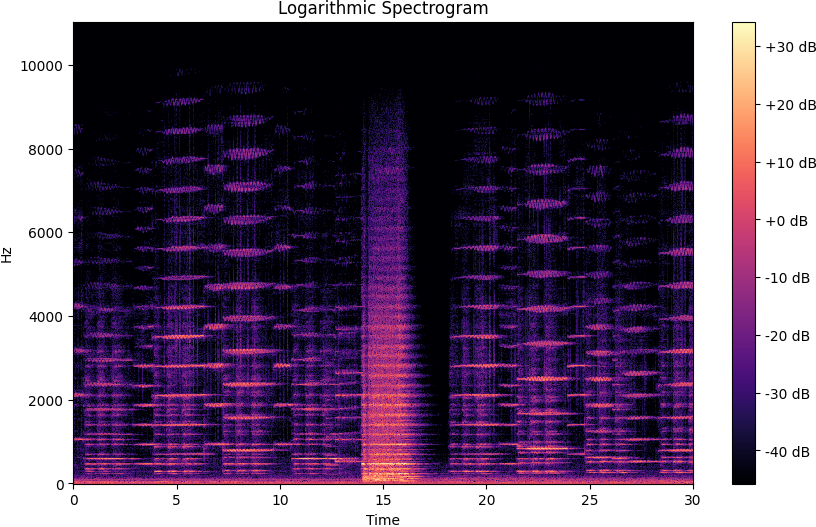 Logarithmic Spectrogram
Hz
10000
8000
6000
4000
2000
0
0 5 10 15 20 25 30
Time
+30 dB
+20 dB
+10 dB
+0 dB
-10 dB
-20 dB
-30 dB
-40 dB